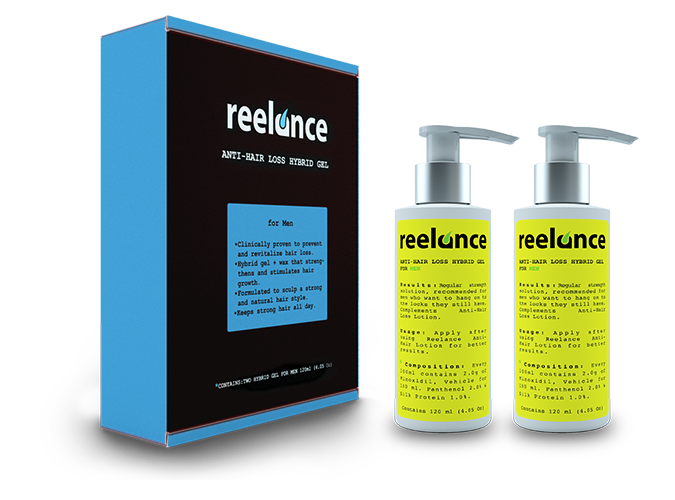 reelance
ANTI-HAIR LOSS HYBRID GEL
for Men
•Clinically proven to prevent
and revitalize hair loss.
•Hybrid gel + wax that stren-
thens and stimulates hair
growth.
•Formulated to sculp a strong
and natural hair style.
•Keeps strong hair all day.
*CONTAINS:TWO HYBRID GEL FOR MEN 120ml (4.05 Oz)
reelance
ANTI-HAIR LOSS HYBRID GEL
FOR MEN
Results: Regular strength
solution, recommended for
men who want to hang on to
the locks they still have.
Complements Anti-Hair
Loss Lotion.
Usage: Apply after
using Reelance Anti-
Hair Lotion for better
results.
Composition: Every
100ml contains 2.0g of
Minoxidil, Vehicle for
100 ml. Panthenol 2.0%
Silk Protein 1.0%.
Contains 120 ml (4.05 Oz)
reelance
ANTI-HAIR LOSS HYBRID GEL
FOR MEN
Results: Regular strength
solution, recommended for
men who want to hang on to
the locks they still have.
Complements Anti-Hair
Loss Lotion.
Usage: Apply after
using Reelance Anti-
Hair Lotion for better
results.
Composition: Every
100ml contains 2.0g of
Minoxidil, Vehicle for
100 ml. Panthenol 2.0%
Silk Protein 1.0%.
Contains 120 ml (4.05 Oz)